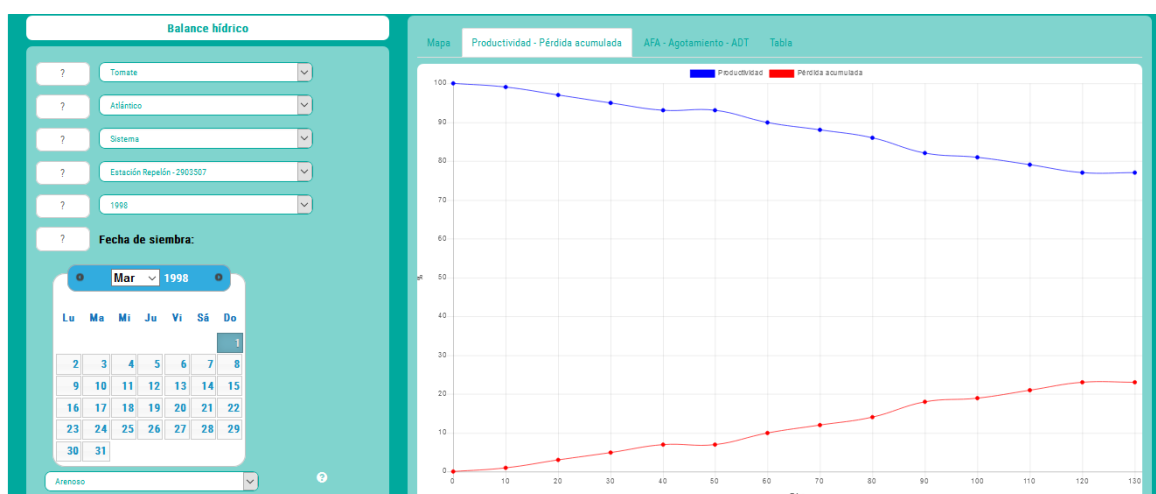 Balance hídrico
? Tomate
? Atlántico
? Sistema
? Estación Repelón - 2903507
? 1998
? Fecha de siembra:
Mar 1998
Lu Ma Mi Ju Vi Sá Do
1
2 3 4 5 6 7 8
9 10 11 12 13 14 15
16 17 18 19 20 21 22
23 24 25 26 27 28 29
30 31
Arenoso ?
Mapa Productividad - Pérdida acumulada AFA - Agotamiento - ADT Tabla
Productividad Pérdida acumulada
100
90
80
70
60
50
40
30
20
10
0
0 10 20 30 40 50 60 70 80 90 100 110 120 130